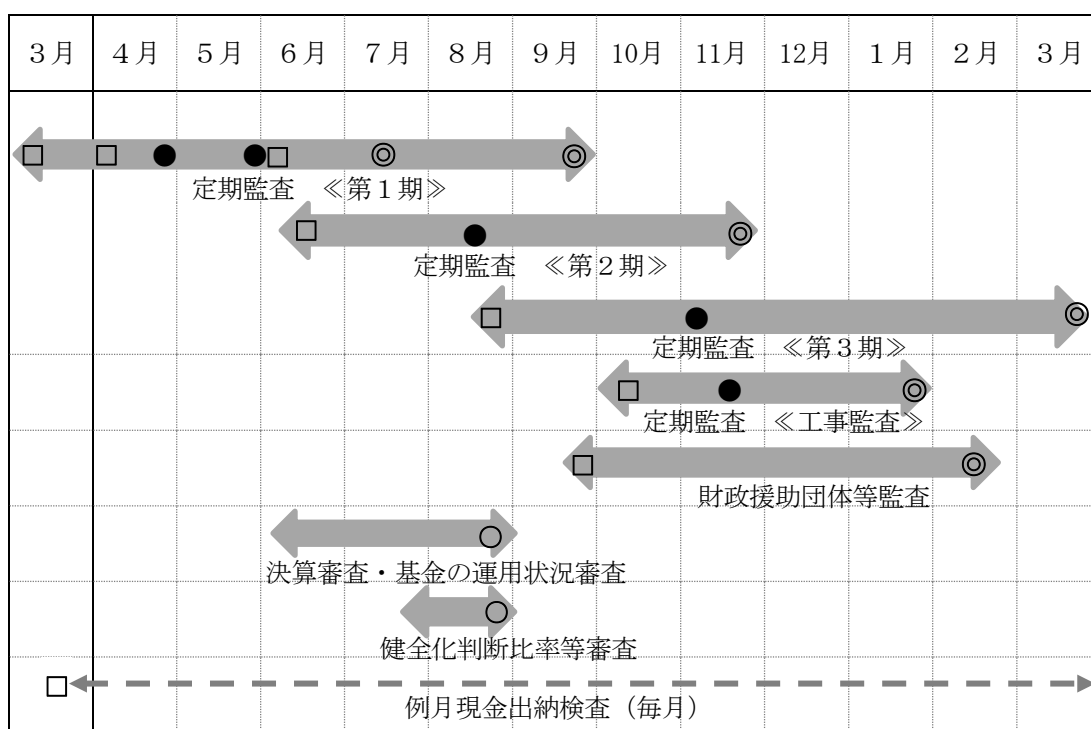 3月 4月 5月 6月 7月 8月 9月 10月 11月 12月 1月 2月 3月
定期監査 ≪第1期≫
定期監査 ≪第2期≫
定期監査 ≪第3期≫
定期監査 ≪工事監査≫
財政援助団体等監査
決算審査・基金の運用状況審査
健全化判断比率等審査
例月現金出納検査（毎月）